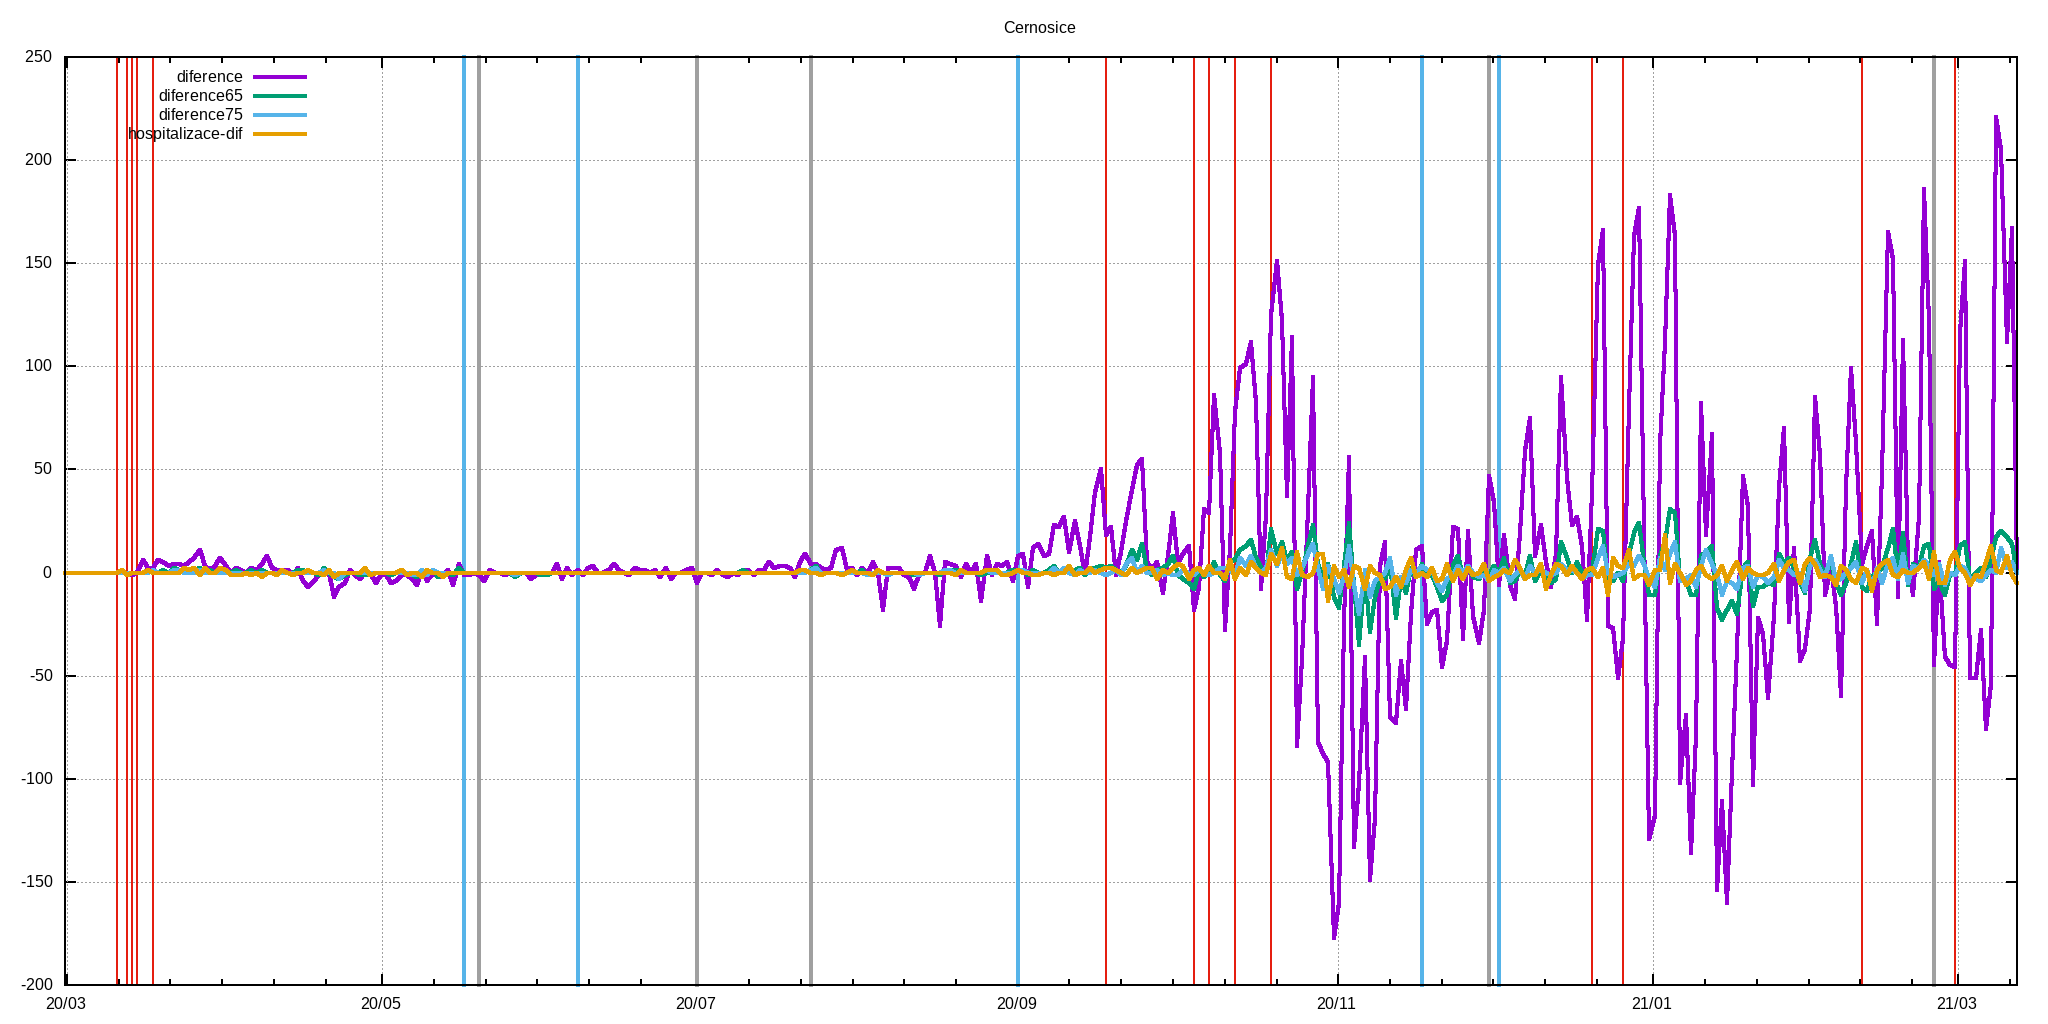 Cernosice
250
200
150
100
50
0
-50
-100
-150
-200
diference
diference65
diference75
hospitalizace-dif
20/03 20/05 20/07 20/09 20/11 21/01 21/03